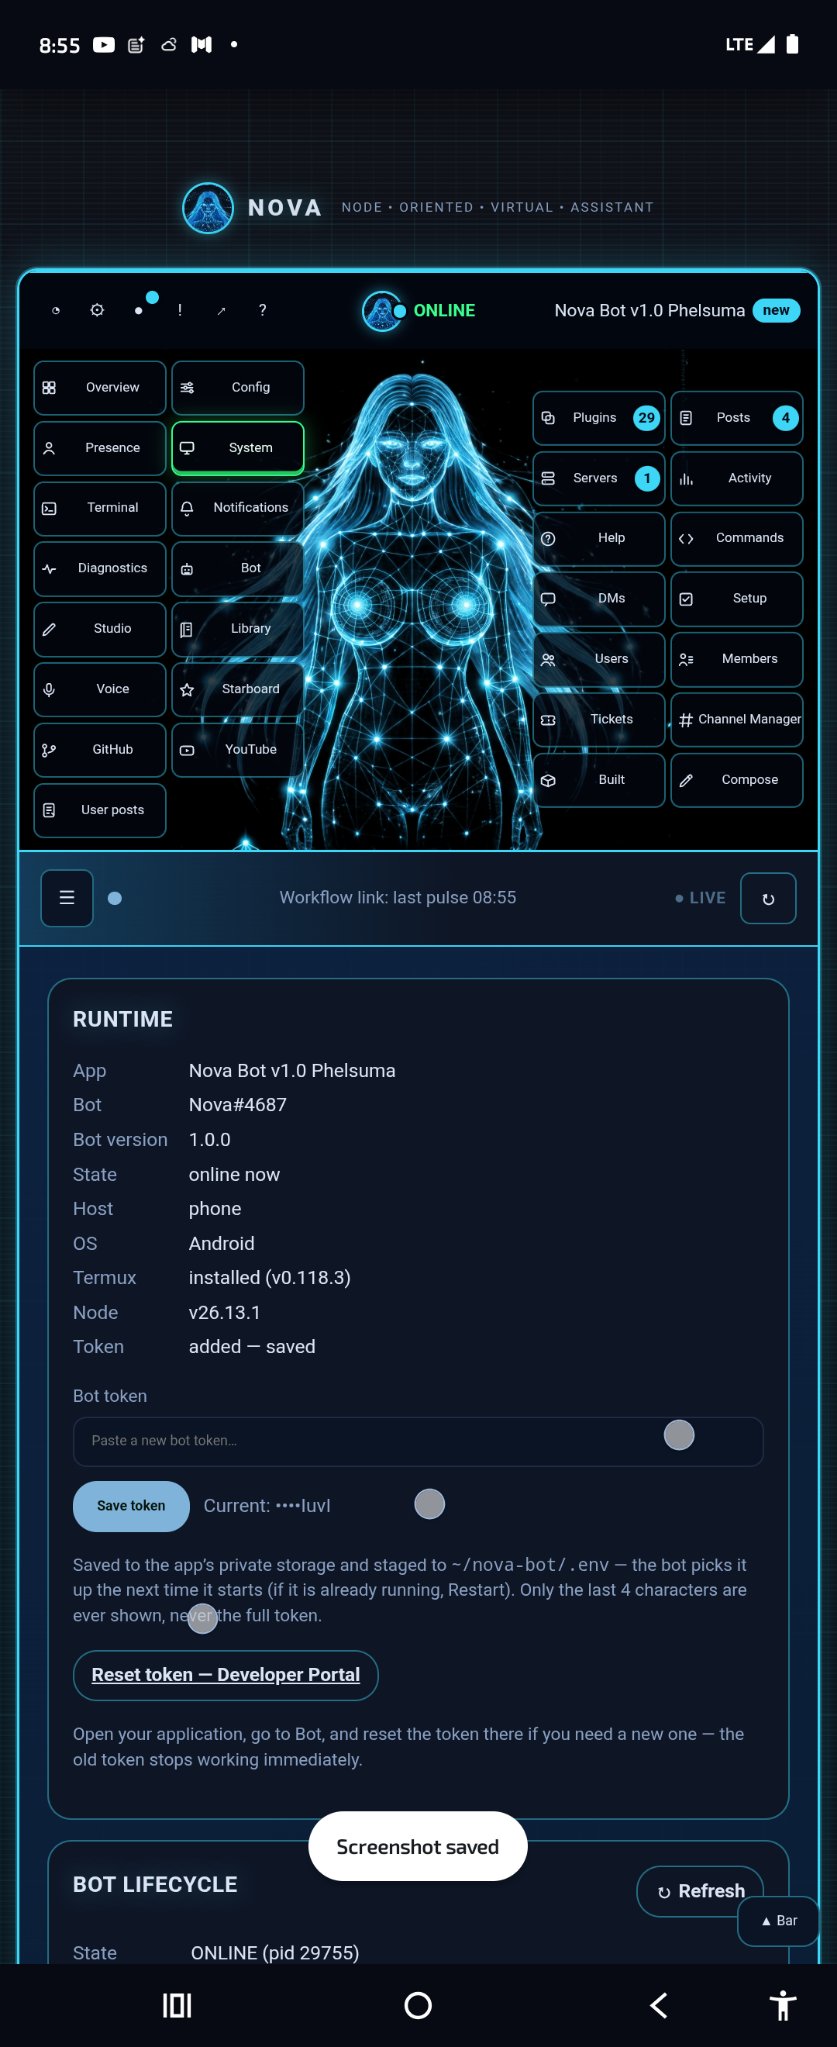 8:55
LTE
NOVA NODE • ORIENTED • VIRTUAL • ASSISTANT
! ? ONLINE Nova Bot v1.0 Phelsuma new
Overview Config
Plugins 29 Posts 4
Presence System
Servers 1 Activity
Terminal Notifications
Help Commands
Diagnostics Bot
DMs Setup
Studio Library
Users Members
Voice Starboard
Tickets # Channel Manager
GitHub YouTube
Built Compose
User posts
Workflow link: last pulse 08:55 • LIVE
RUNTIME
App Nova Bot v1.0 Phelsuma
Bot Nova#4687
Bot version 1.0.0
State online now
Host phone
OS Android
Termux installed (v0.118.3)
Node v26.13.1
Token added — saved
Bot token
Paste a new bot token…
Save token Current: ••••luvI
Saved to the app’s private storage and staged to ~/nova-bot/.env — the bot picks it
up the next time it starts (if it is already running, Restart). Only the last 4 characters are
ever shown, never the full token.
Reset token — Developer Portal
Open your application, go to Bot, and reset the token there if you need a new one — the
old token stops working immediately.
Screenshot saved
BOT LIFECYCLE ↻ Refresh
▲ Bar
State ONLINE (pid 29755)